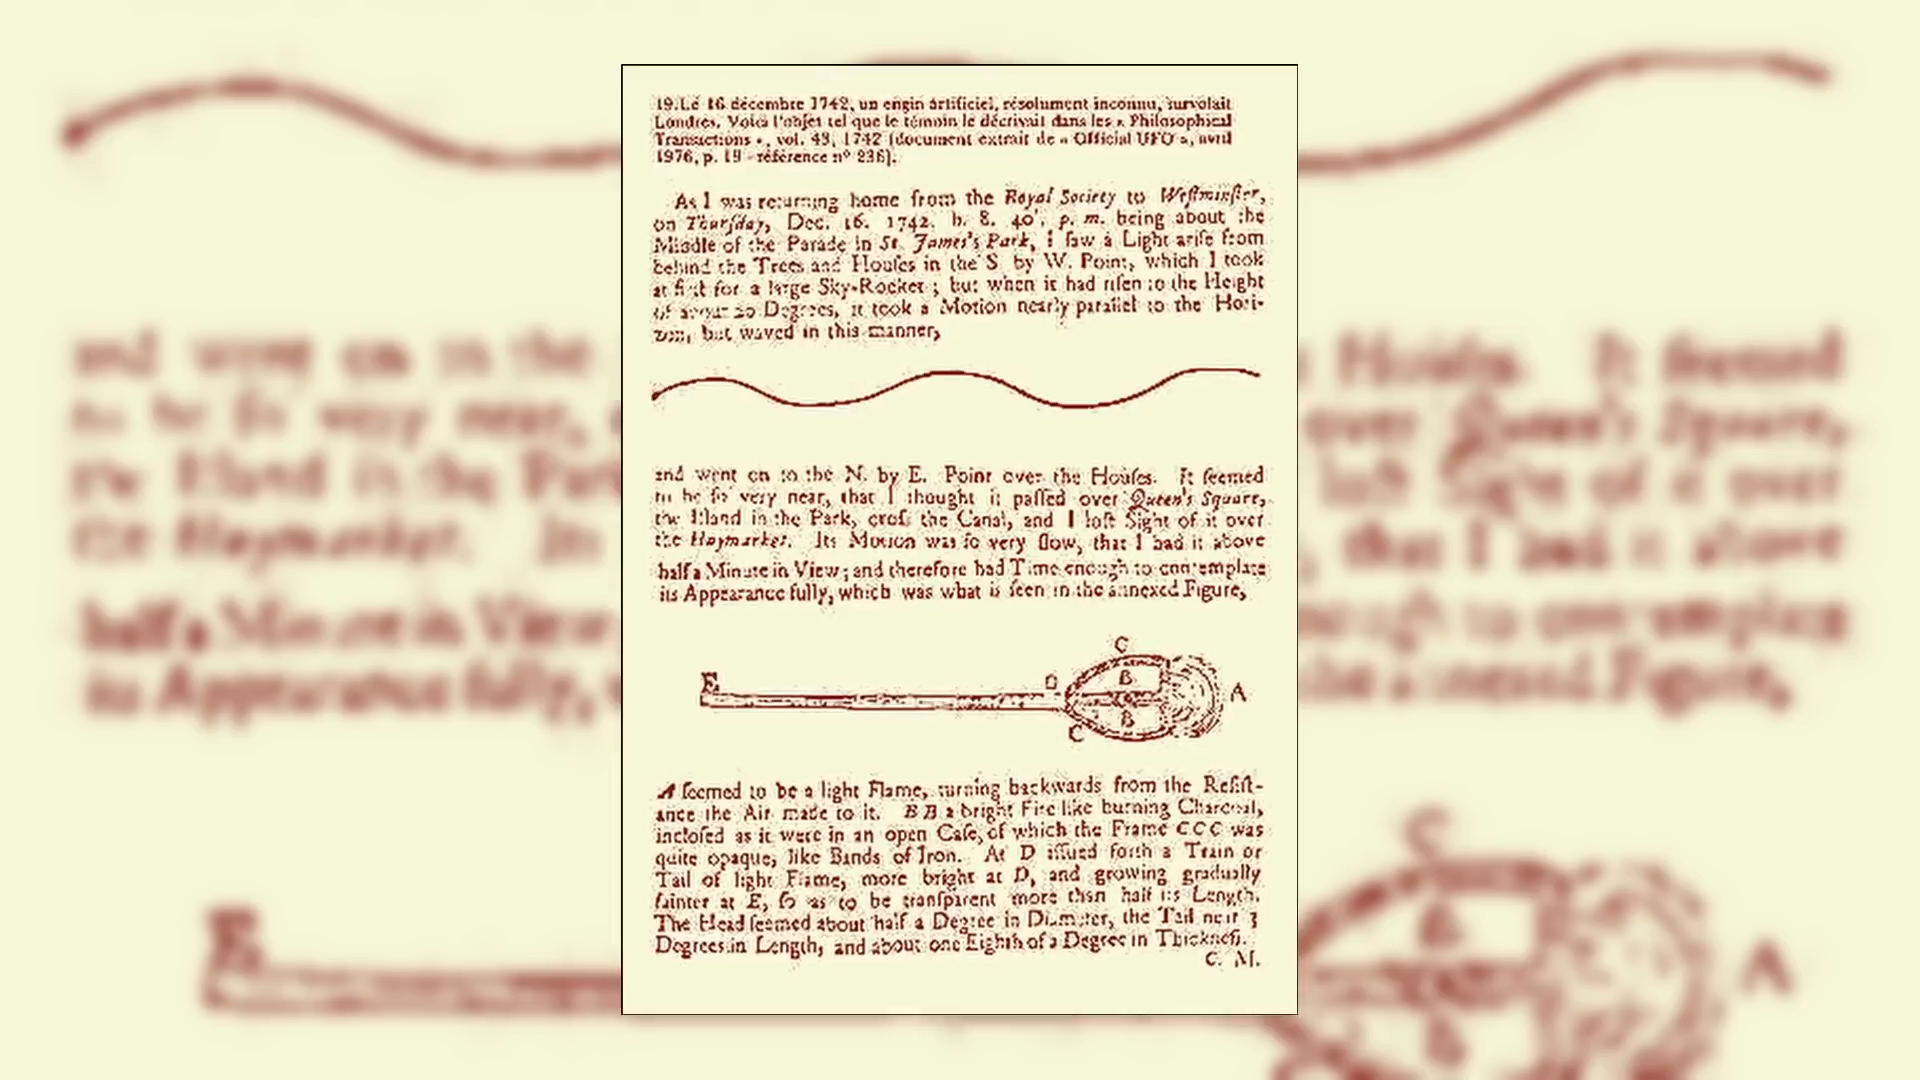 19. Le 16 décembre 1742, un engin artificiel, résolument inconnu, survolait
Londres. Voici l'objet tel que le témoin le décrivait dans les « Philosophical
Transactions », vol. 43, 1742 (document extrait de « Official UFO », avril
1976, p. 19 - référence nº 236).
As I was returning home from the Royal Society to Weſtminſter,
on Thurſday, Dec. 16. 1742. h. 8. 40'. p. m. being about the
Middle of the Parade in St. James's Park, I ſaw a Light ariſe from
behind the Trees and Houſes in the S. by W. Point, which I took
at firſt for a large Sky-Rocket; but when it had riſen to the Height
of about 20 Degrees, it took a Motion nearly parallel to the Hori-
zon, but waved in this manner,
and went on to the N. by E. Point over the Houſes. It ſeemed
to be ſo very near, that I thought it paſſed over Queen's Square,
the Iſland in the Park, croſs the Canal, and I loſt Sight of it over
the Haymarket. Its Motion was ſo very ſlow, that I had it above
half a Minute in View; and therefore had Time enough to contemplate
its Appearance fully, which was what is ſeen in the annexed Figure,
C
E D B A
B
C
A ſeemed to be a light Flame, turning backwards from the Reſiſt-
ance the Air made to it. BB a bright Fire like burning Charcoal,
incloſed as it were in an open Caſe, of which the Frame CCC was
quite opaque, like Bands of Iron. At D iſſued forth a Train or
Tail of light Flame, more bright at D, and growing gradually
fainter at E, ſo as to be tranſparent more than half its Length.
The Head ſeemed about half a Degree in Diameter, the Tail near 3
Degrees in Length, and about one Eighth of a Degree in Thickneſs.
C. M.